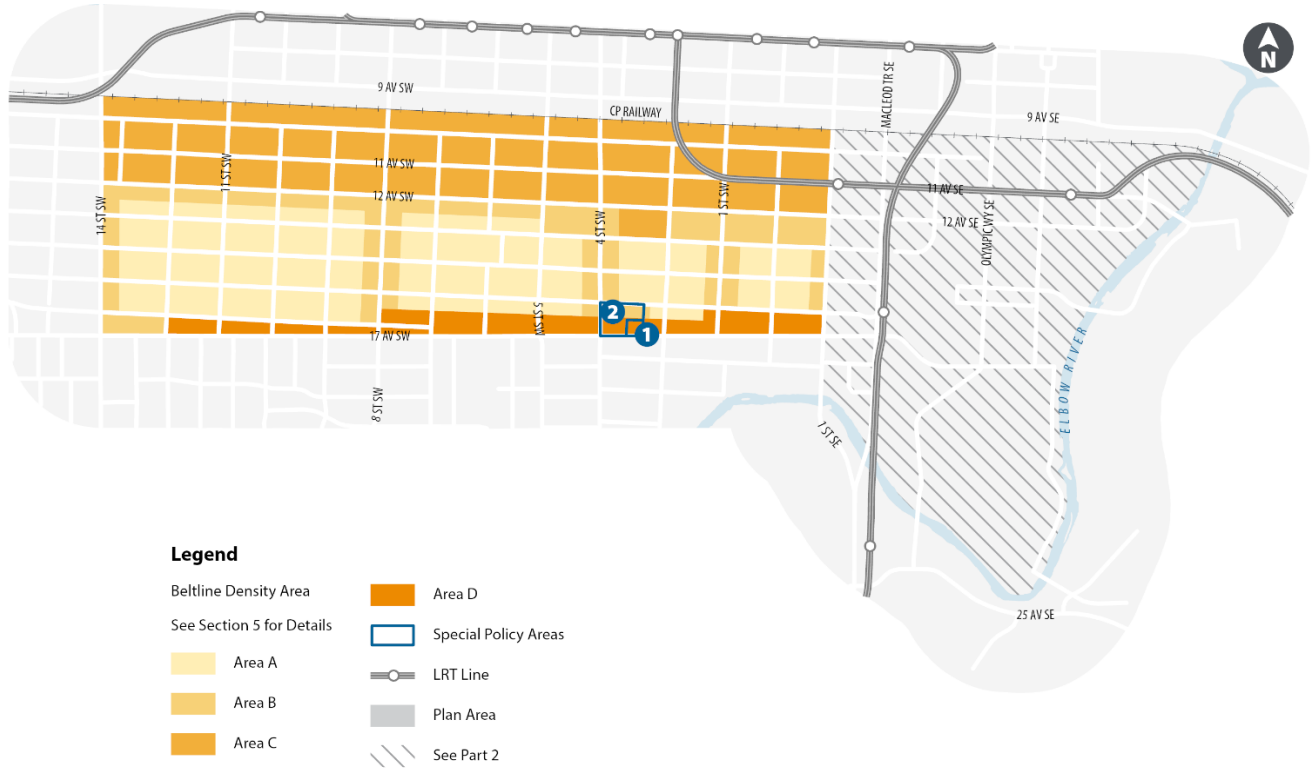 N
9 AV SW
CP RAILWAY
MACLEOD TR SE
9 AV SE
11 AV SW
11 ST SW
12 AV SW
14 ST SW
4 ST SW
1 ST SW
11 AV SE
12 AV SE
OLYMPIC WY SE
5 ST SW
2
1
17 AV SW
8 ST SW
ELBOW RIVER
1 ST SE
25 AV SE
Legend
Beltline Density Area
See Section 5 for Details
Area A
Area B
Area C
Area D
Special Policy Areas
LRT Line
Plan Area
See Part 2